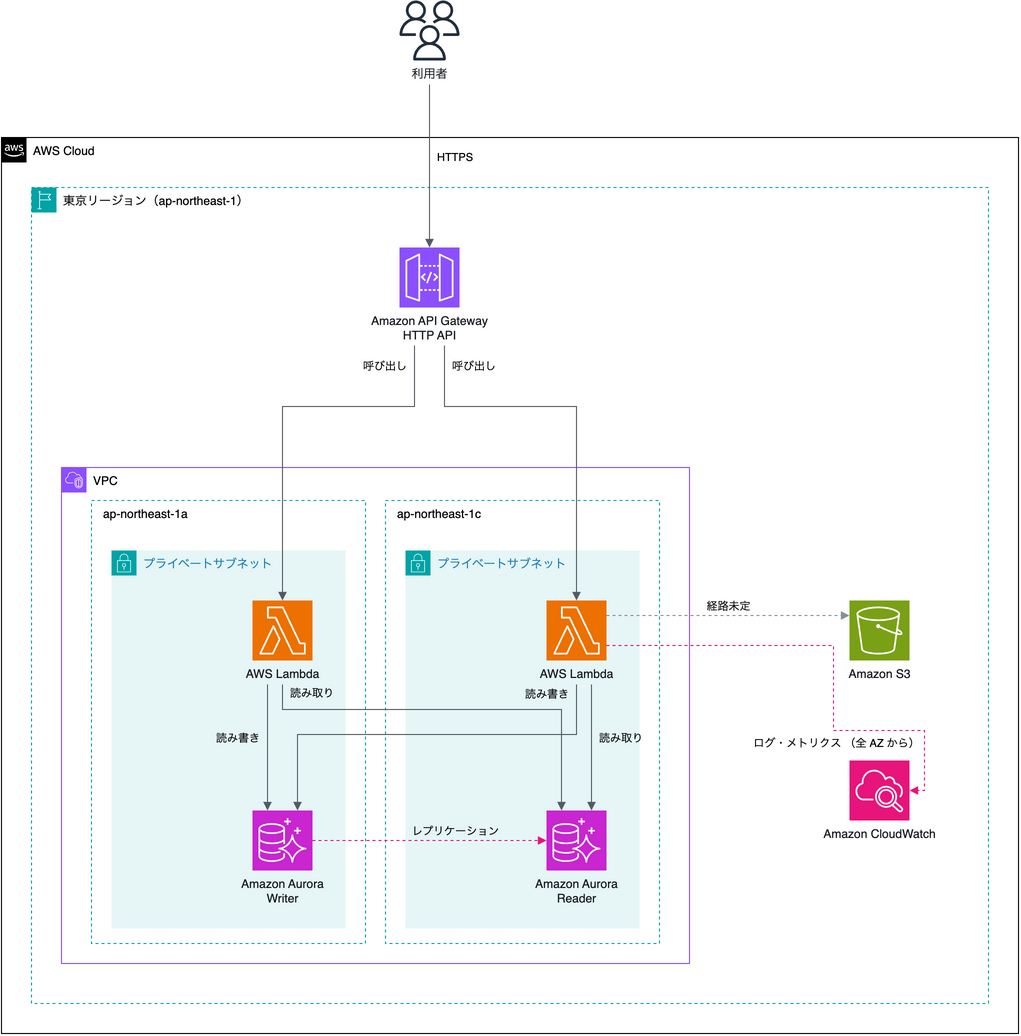 利用者
aws
AWS Cloud
HTTPS
東京リージョン（ap-northeast-1）
Amazon API Gateway
HTTP API
呼び出し
呼び出し
VPC
ap-northeast-1a
ap-northeast-1c
プライベートサブネット
プライベートサブネット
経路未定
AWS Lambda
AWS Lambda
Amazon S3
読み取り
読み書き
読み書き
読み取り
ログ・メトリクス （全 AZ から）
レプリケーション
Amazon CloudWatch
Amazon Aurora
Writer
Amazon Aurora
Reader